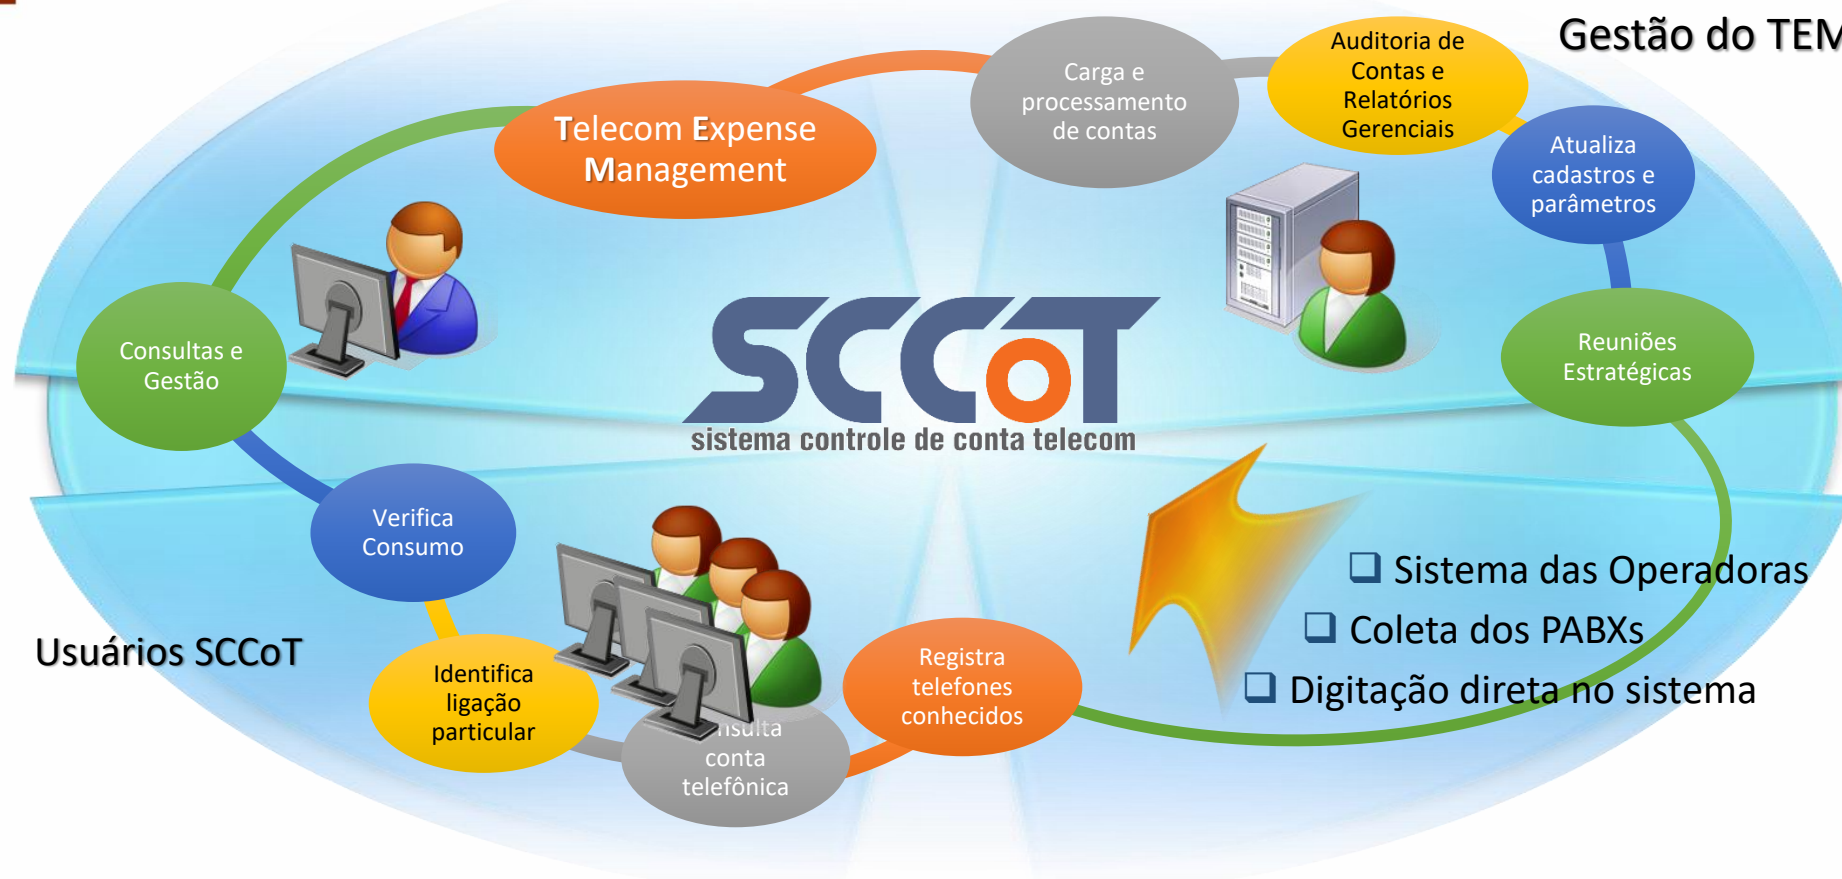 Gestão do TEM
Telecom Expense
Management
Carga e
processamento
de contas
Auditoria de
Contas e
Relatórios
Gerenciais
Atualiza
cadastros e
parâmetros
Reuniões
Estratégicas
Consultas e
Gestão
SCCoT
sistema controle de conta telecom
Verifica
Consumo
Identifica
ligação
particular
conta
telefônica
Registra
telefones
conhecidos
Usuários SCCoT
Sistema das Operadoras
Coleta dos PABXs
Digitação direta no sistema